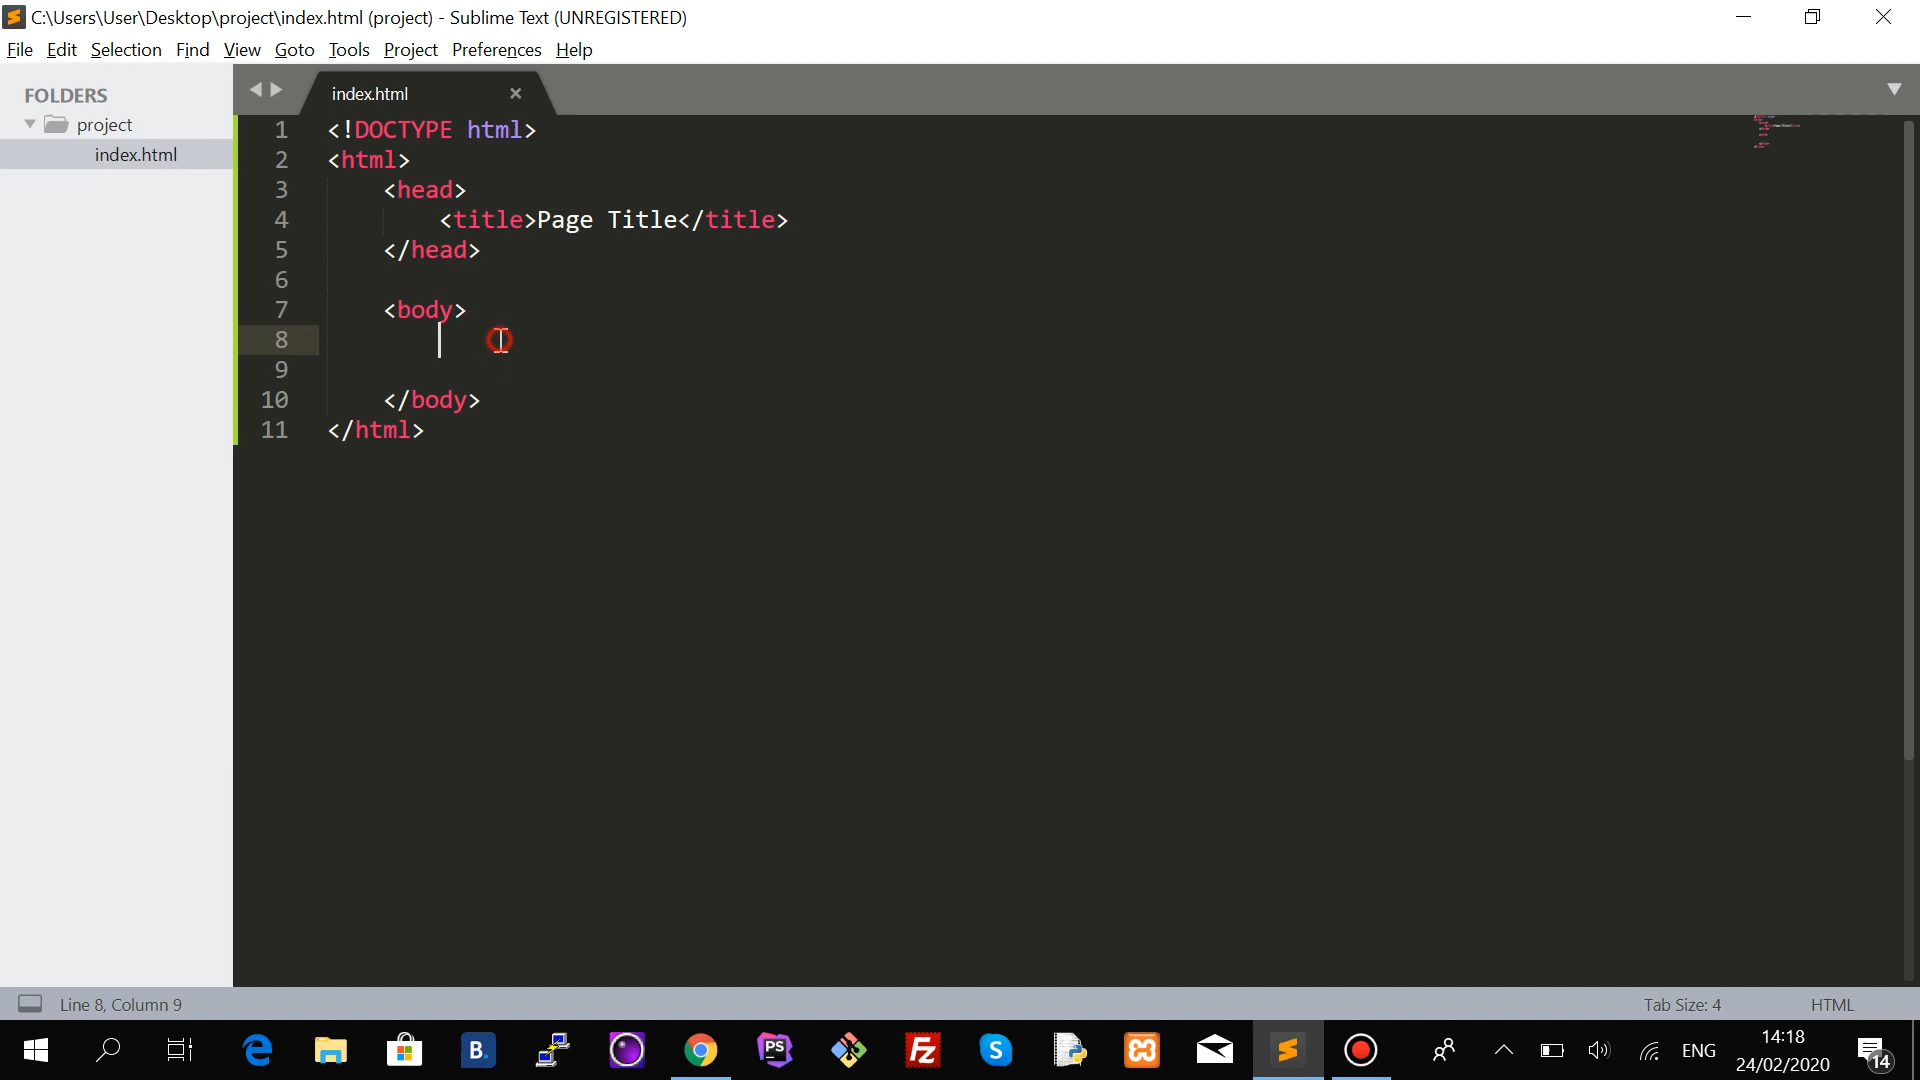 C:\Users\User\Desktop\project\index.html (project) - Sublime Text (UNREGISTERED)
File Edit Selection Find View Goto Tools Project Preferences Help
FOLDERS
project
index.html
index.html
1 <!DOCTYPE html>
2 <html>
3 <head>
4 <title>Page Title</title>
5 </head>
6
7 <body>
8
9
10 </body>
11 </html>
Line 8, Column 9
Tab Size: 4
HTML
B.
PS
Fz
S
ENG
14:18
24/02/2020
14